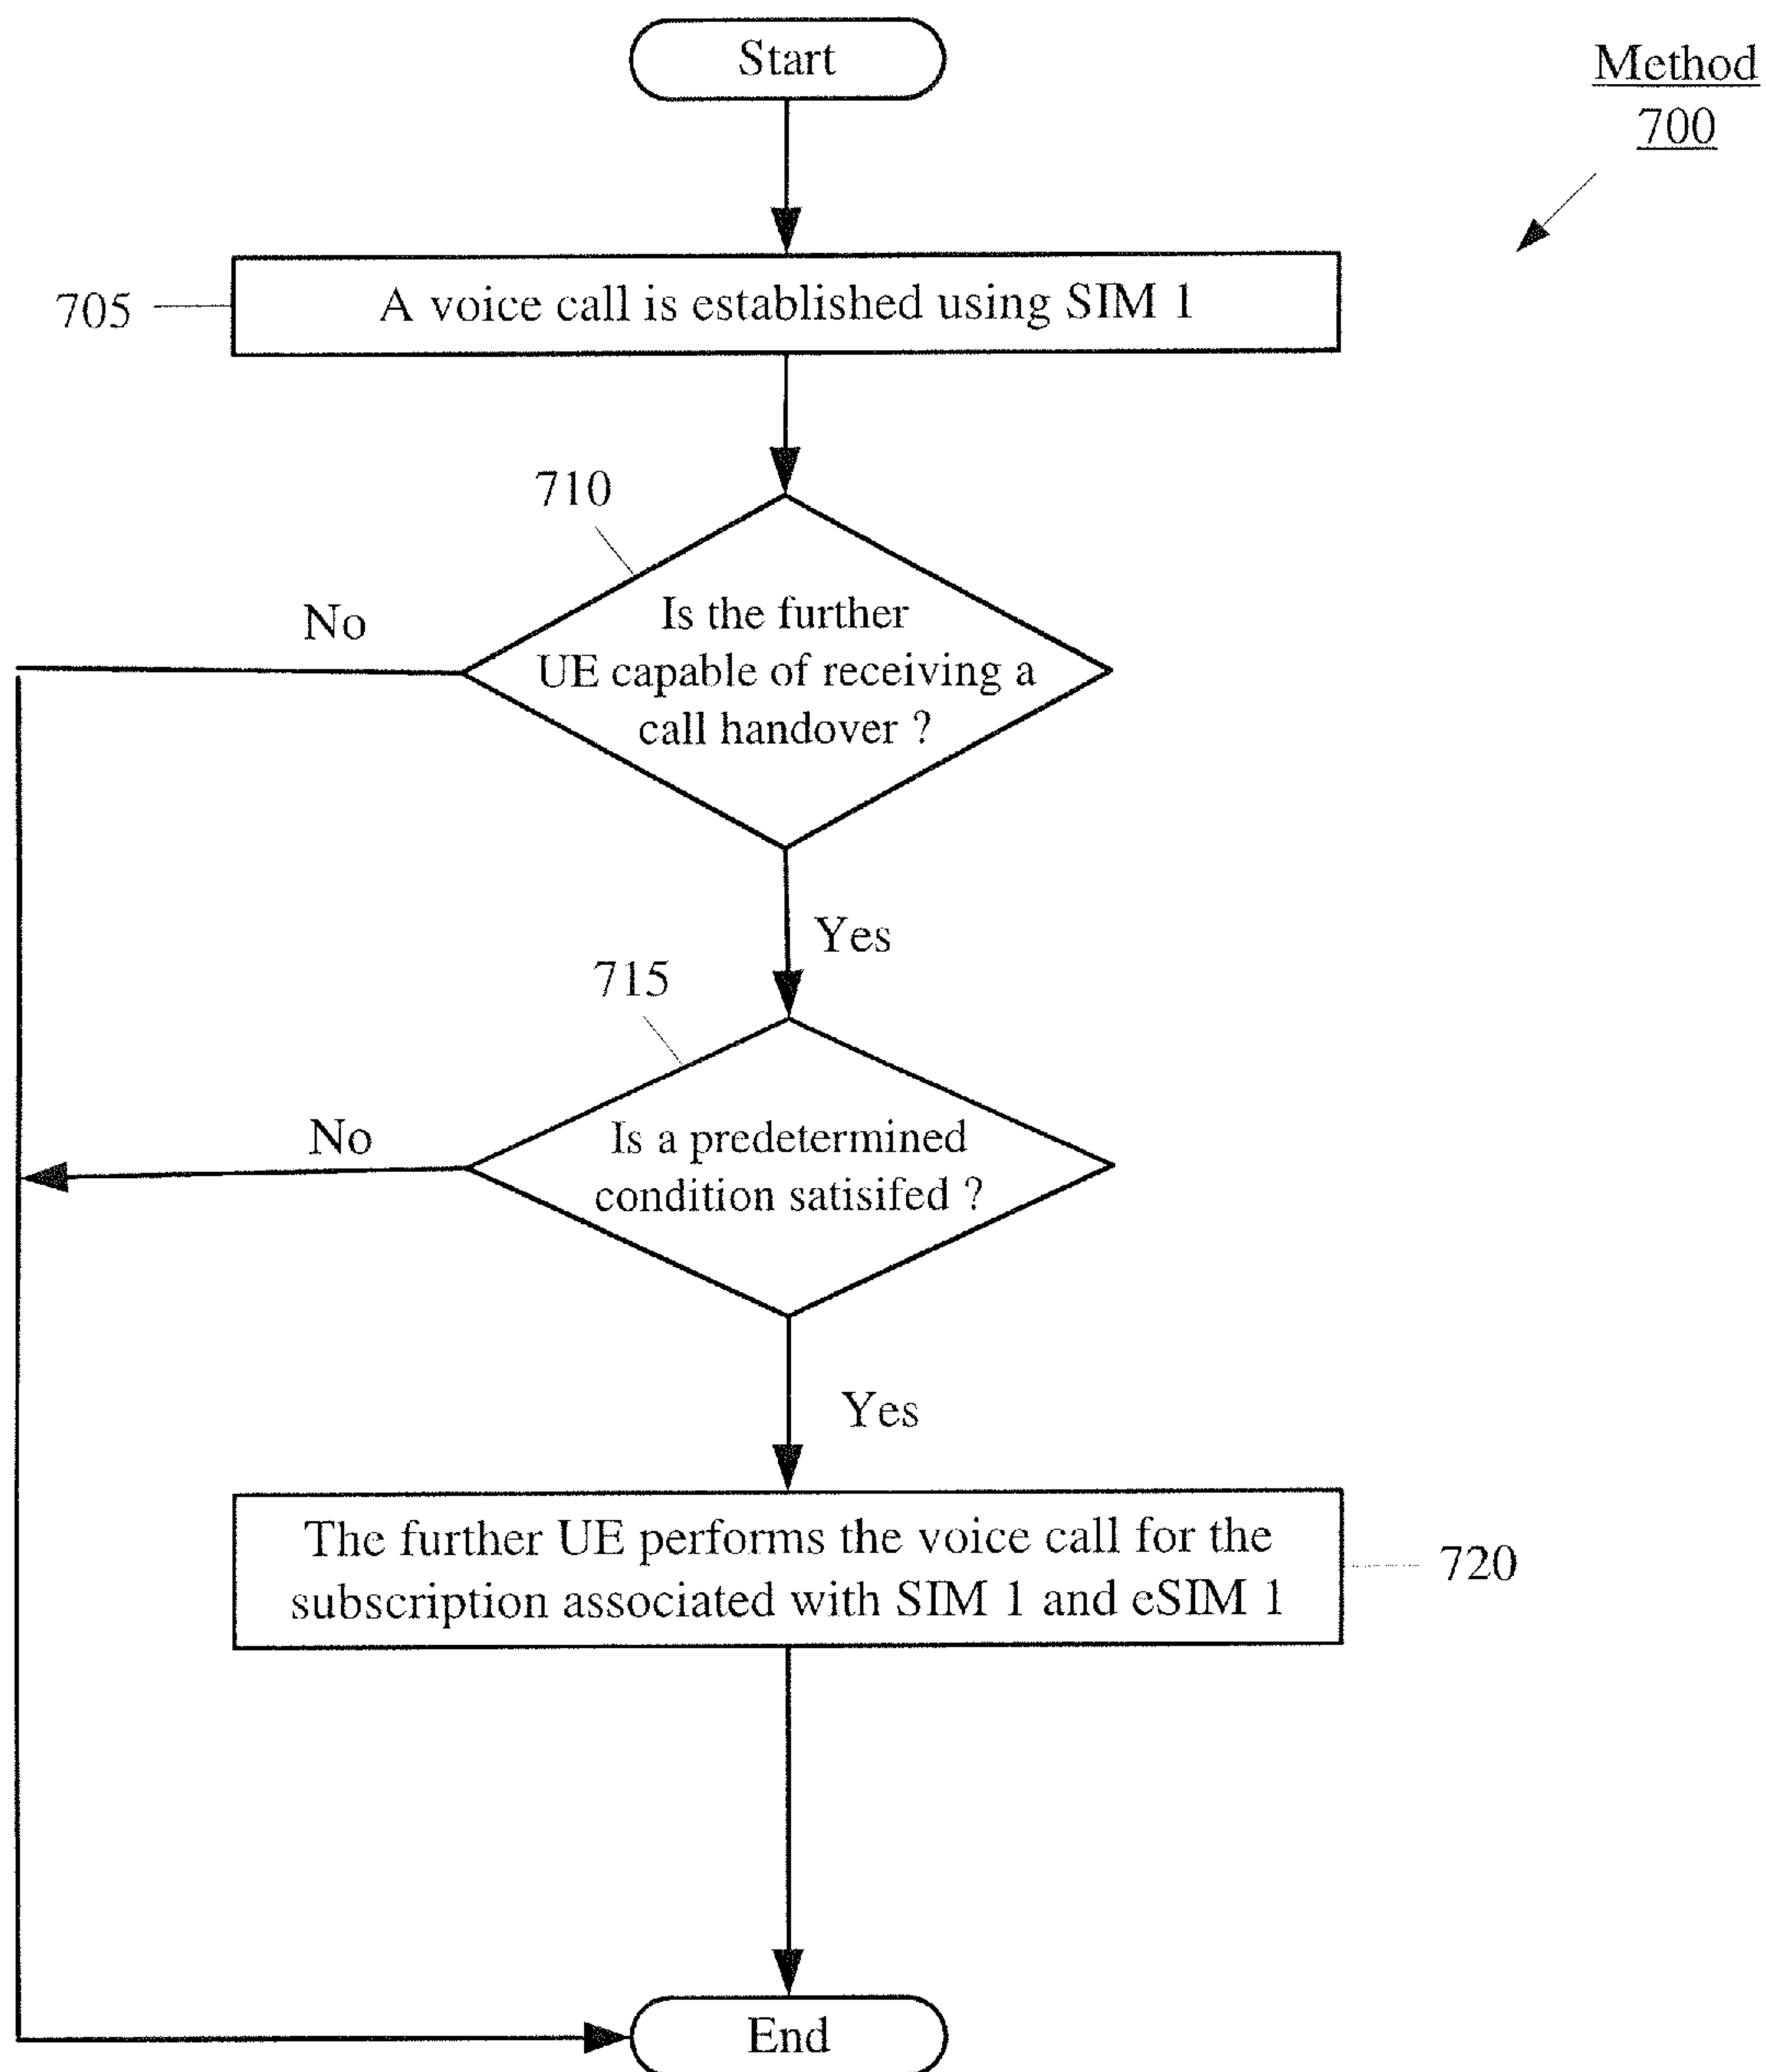 Start
Method
700
705
A voice call is established using SIM 1
710
No
Is the further
UE capable of receiving a
call handover ?
Yes
715
No
Is a predetermined
condition satisifed ?
Yes
The further UE performs the voice call for the
subscription associated with SIM 1 and eSIM 1
720
End